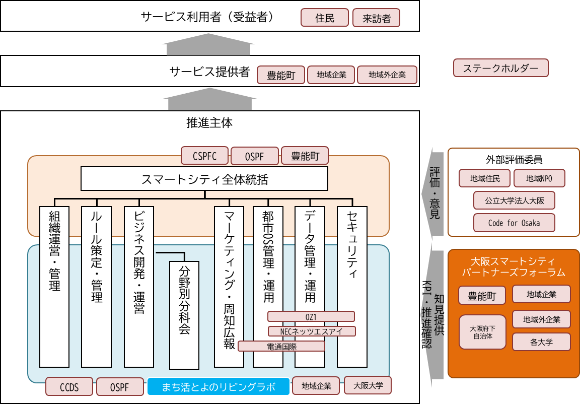 サービス利用者（受益者）
住民
来訪者
サービス提供者
豊能町
地域企業
地域外企業
ステークホルダー
推進主体
CSPFC
OSPF
豊能町
スマートシティ全体統括
組織運営・管理
ルール策定・管理
ビジネス開発・運営
分野別分科会
マーケティング・周知広報
都市OS管理・運用
データ管理・運用
セキュリティ
OZ1
NECネッツエスアイ
電通国際
CCDS
OSPF
まち活とよのリビングラボ
地域企業
大阪大学
評価・意見
外部評価委員
地域住民
地域NPO
公立大学法人大阪
Code for Osaka
知見提供
KPI・推進確認
大阪スマートシティ
パートナーズフォーラム
豊能町
地域企業
大阪府下
自治体
地域外企業
各大学